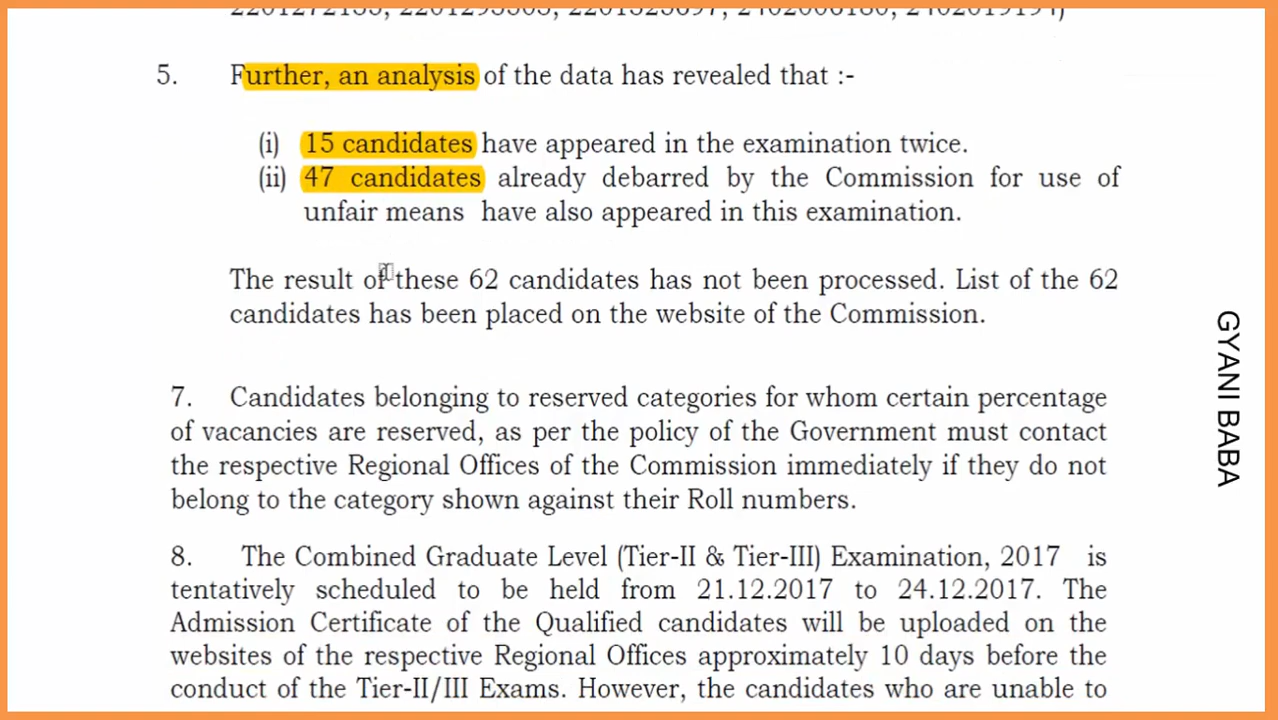 5. Further, an analysis of the data has revealed that :-
(i) 15 candidates have appeared in the examination twice.
(ii) 47 candidates already debarred by the Commission for use of
unfair means have also appeared in this examination.
The result of these 62 candidates has not been processed. List of the 62
candidates has been placed on the website of the Commission.
7. Candidates belonging to reserved categories for whom certain percentage
of vacancies are reserved, as per the policy of the Government must contact
the respective Regional Offices of the Commission immediately if they do not
belong to the category shown against their Roll numbers.
8. The Combined Graduate Level (Tier-II & Tier-III) Examination, 2017 is
tentatively scheduled to be held from 21.12.2017 to 24.12.2017. The
Admission Certificate of the Qualified candidates will be uploaded on the
websites of the respective Regional Offices approximately 10 days before the
conduct of the Tier-II/III Exams. However, the candidates who are unable to
GYANI BABA